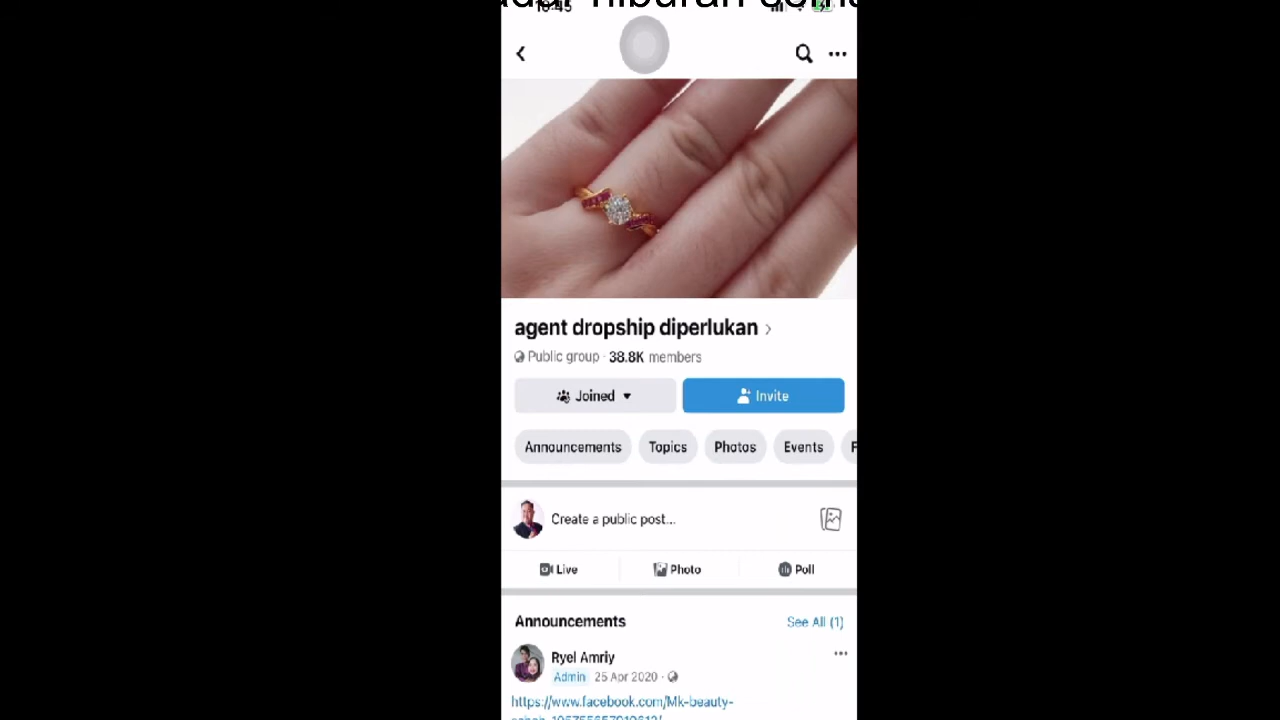 hiburan
agent dropship diperlukan
Public group · 38.8K members
Joined
Invite
Announcements
Topics
Photos
Events
F
Create a public post...
Live
Photo
Poll
Announcements
See All (1)
Ryel Amriy
Admin 25 Apr 2020 ·
https://www.facebook.com/Mk-beauty-